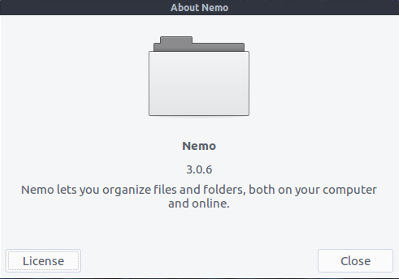 About Nemo
Nemo
3.0.6
Nemo lets you organize files and folders, both on your computer
and online.
License
Close